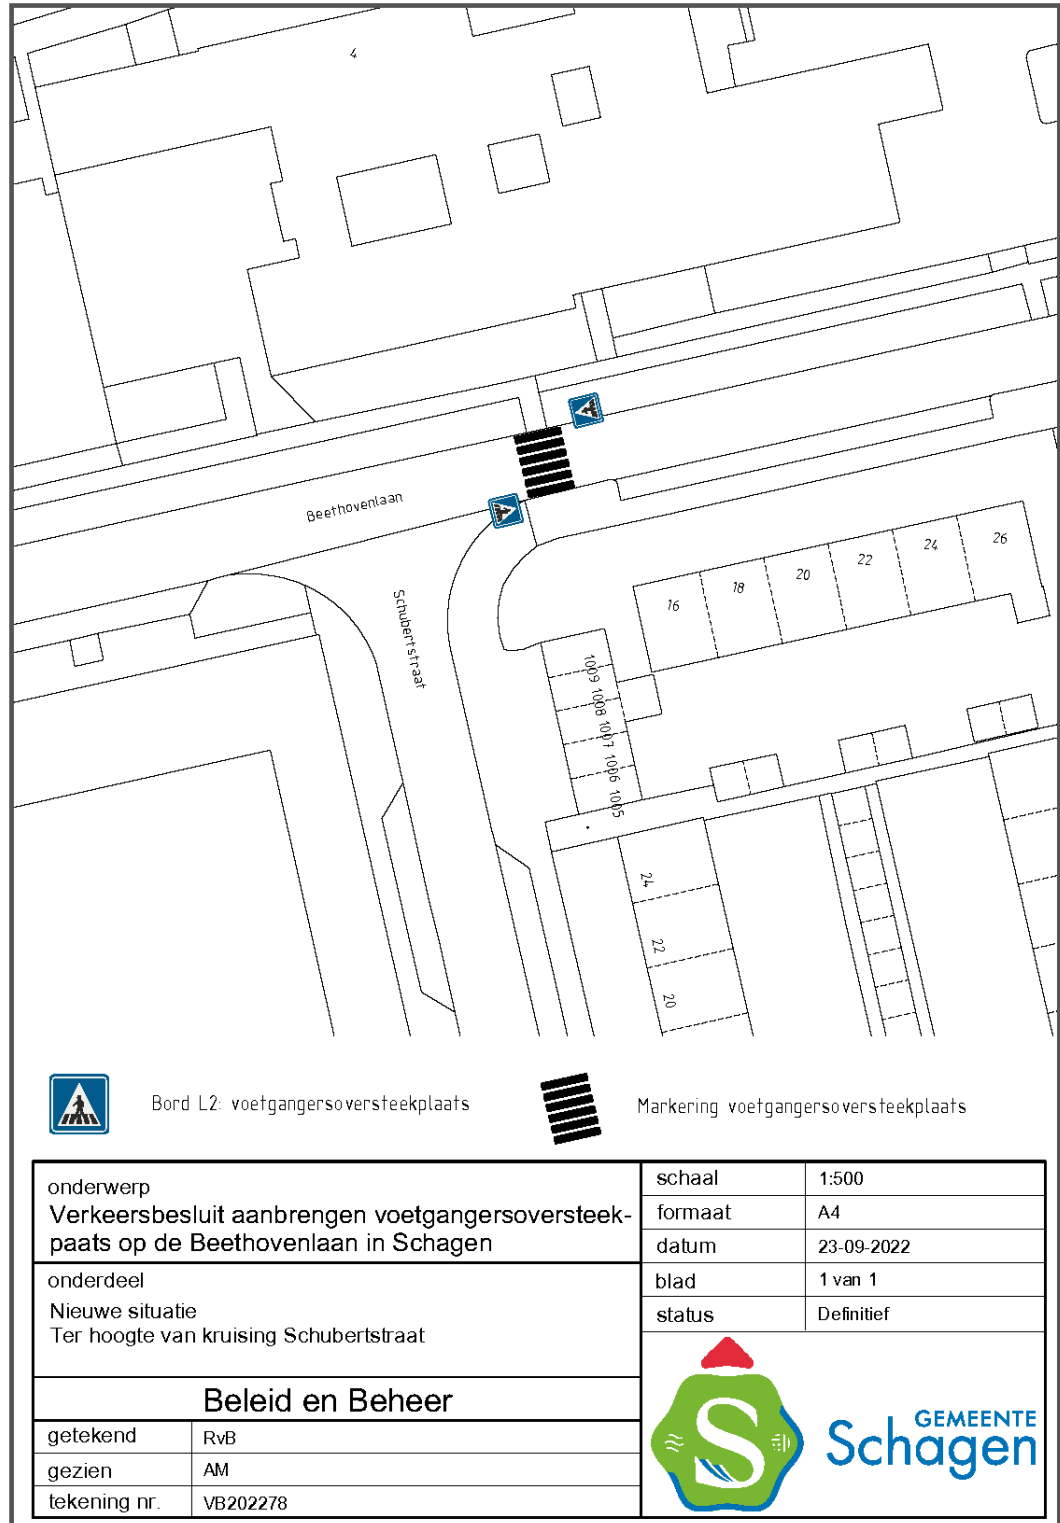 4
Beethovenlaan
Schubertstraat
16
18
20
22
24
26
1009
1008
1007
1006
1005
24
22
20
Bord L2: voetgangersoversteekplaats
Markering voetgangersoversteekplaats
onderwerp
Verkeersbesluit aanbrengen voetgangersoversteek-
paats op de Beethovenlaan in Schagen
onderdeel
Nieuwe situatie
Ter hoogte van kruising Schubertstraat
Beleid en Beheer
getekend RvB
gezien AM
tekening nr. VB202278
schaal 1:500
formaat A4
datum 23-09-2022
blad 1 van 1
status Definitief
S
GEMEENTE
Schagen